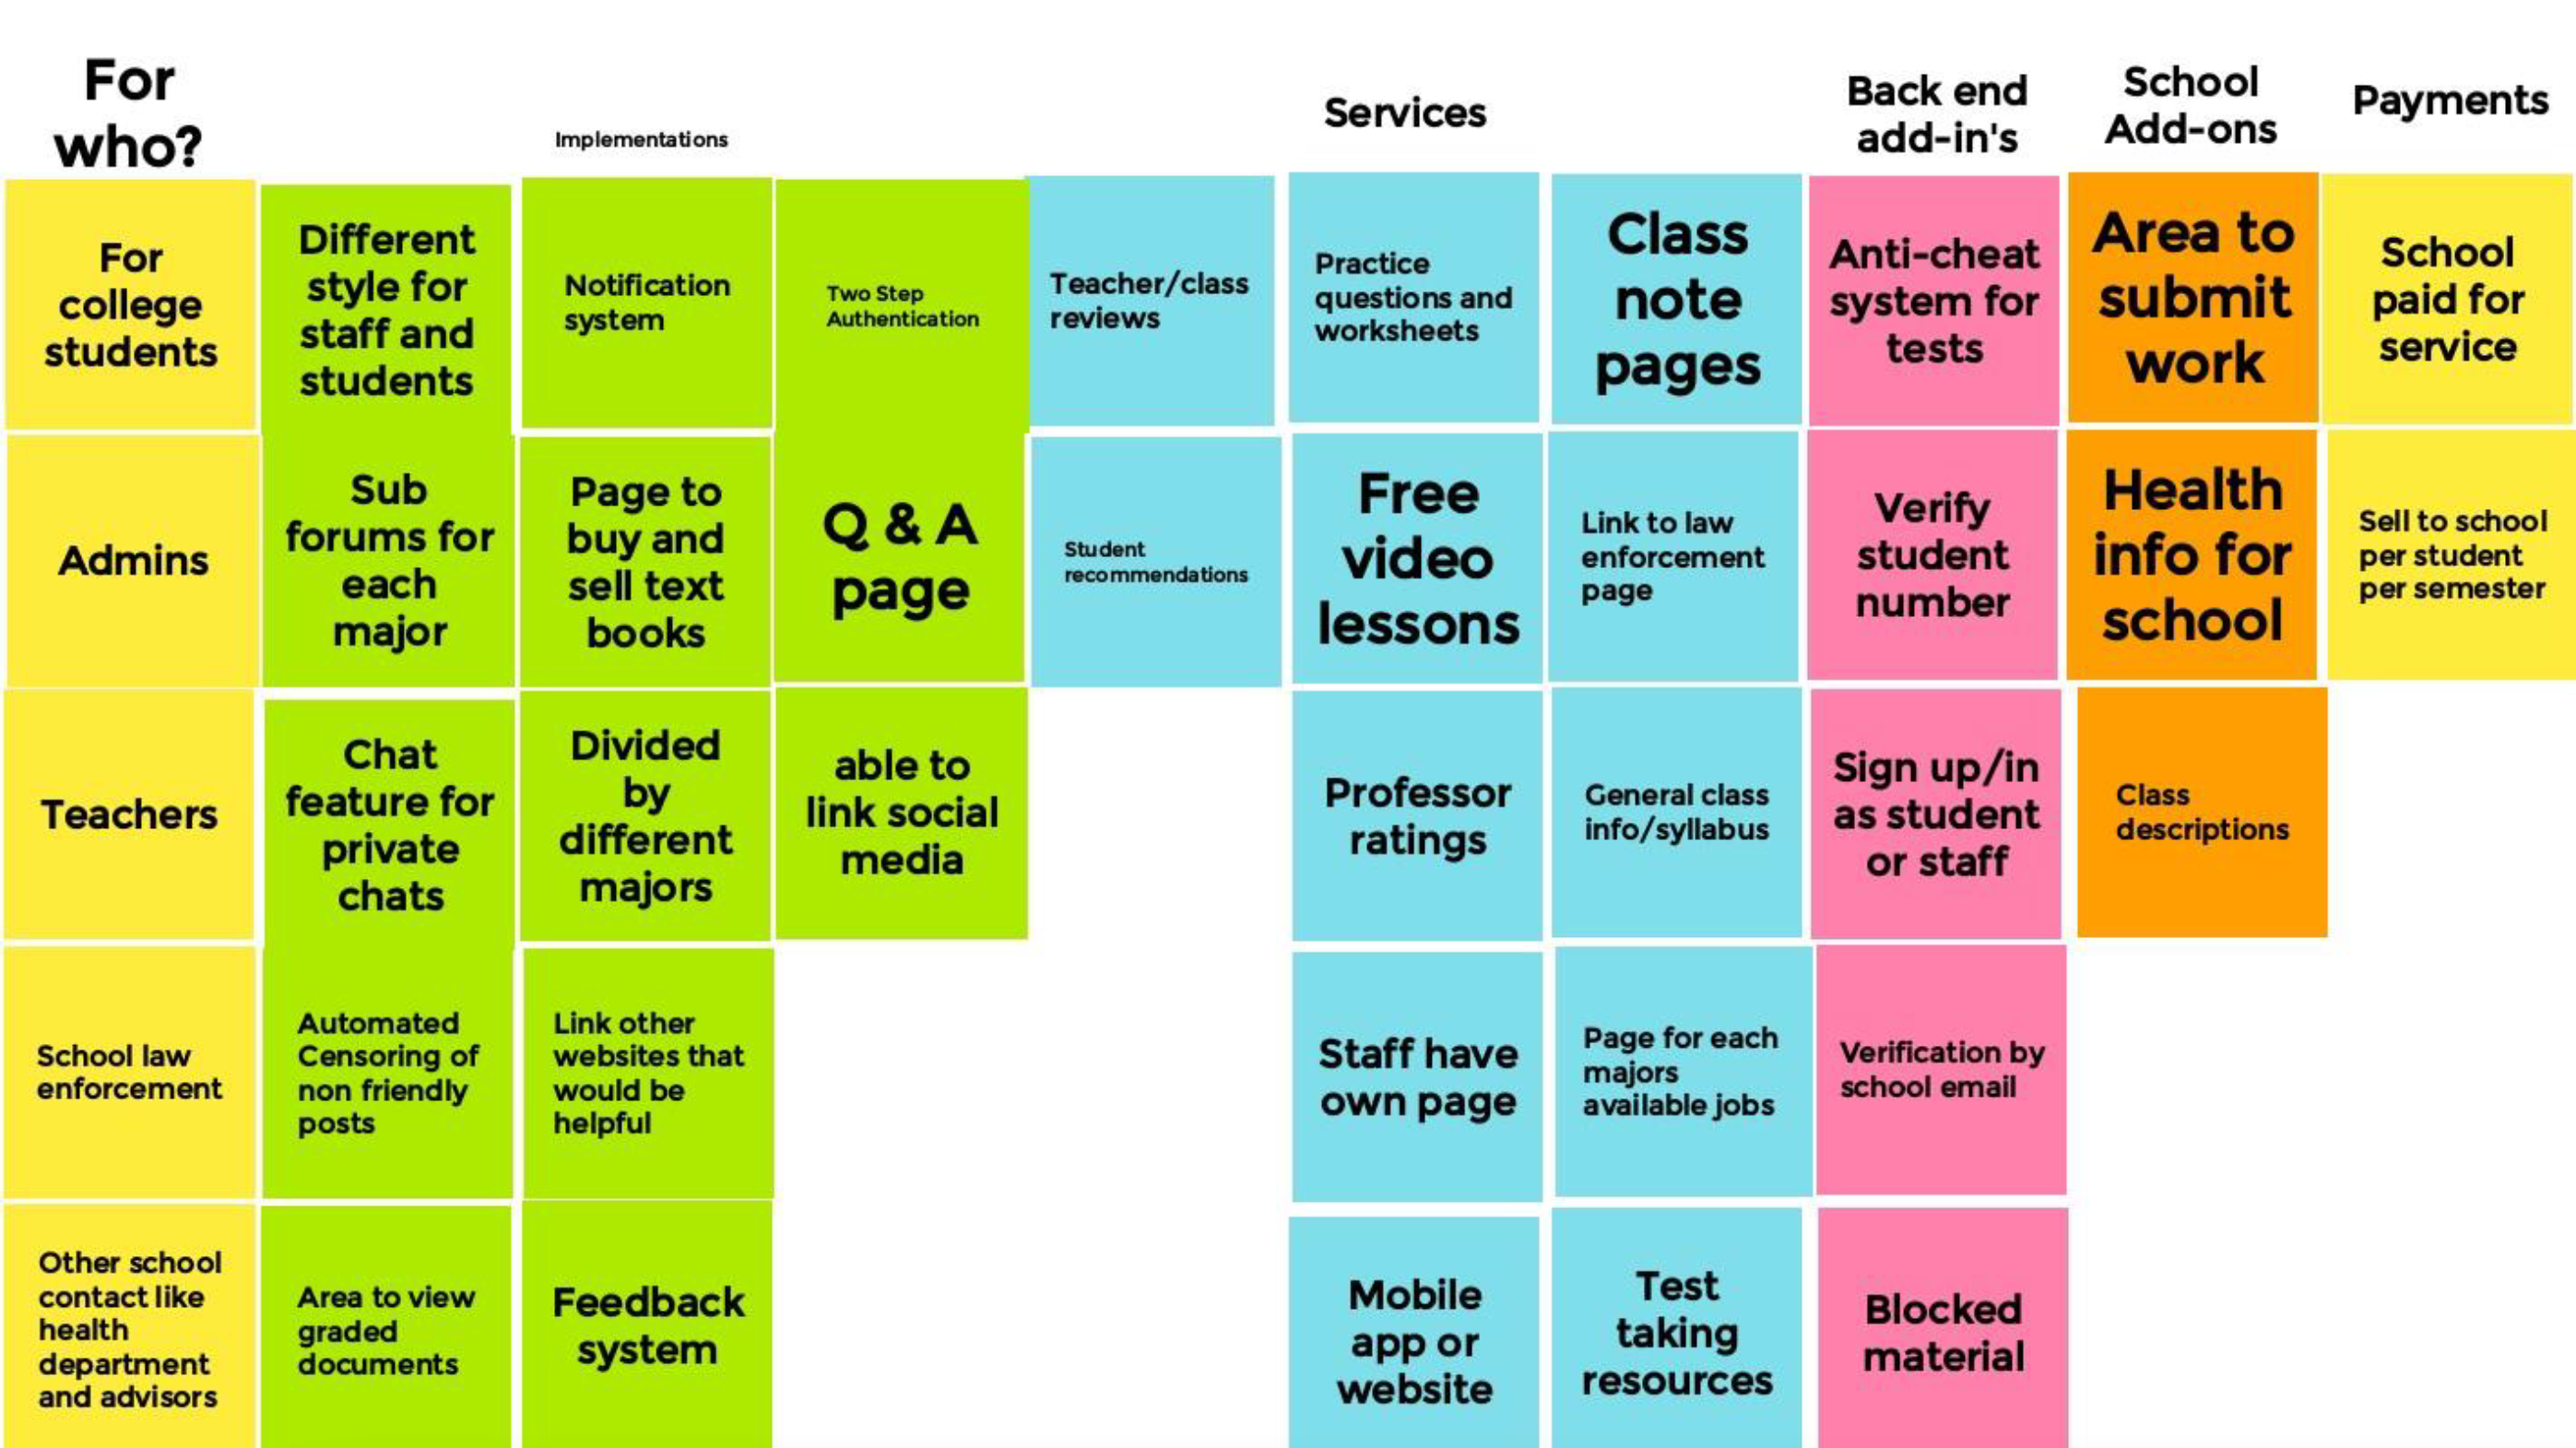 For
who?
Implementations
Services
Back end
add-in's
School
Add-ons
Payments
For
college
students
Different
style for
staff and
students
Notification
system
Two Step
Authentication
Teacher/class
reviews
Practice
questions and
worksheets
Class
note
pages
Anti-cheat
system for
tests
Area to
submit
work
School
paid for
service
Admins
Sub
forums for
each
major
Page to
buy and
sell text
books
Q & A
page
Student
recommendations
Free
video
lessons
Link to law
enforcement
page
Verify
student
number
Health
info for
school
Sell to school
per student
per semester
Teachers
Chat
feature for
private
chats
Divided
by
different
majors
able to
link social
media
Professor
ratings
General class
info/syllabus
Sign up/in
as student
or staff
Class
descriptions
School law
enforcement
Automated
Censoring of
non friendly
posts
Link other
websites that
would be
helpful
Staff have
own page
Page for each
majors
available jobs
Verification by
school email
Other school
contact like
health
department
and advisors
Area to view
graded
documents
Feedback
system
Mobile
app or
website
Test
taking
resources
Blocked
material